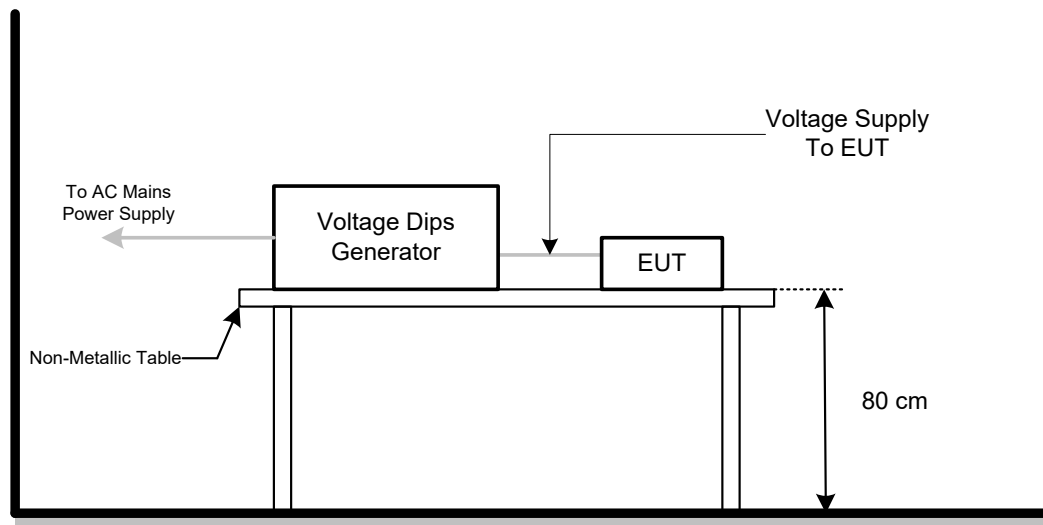 Voltage Supply
To EUT
To AC Mains
Power Supply
Voltage Dips
Generator
EUT
Non-Metallic Table
80 cm